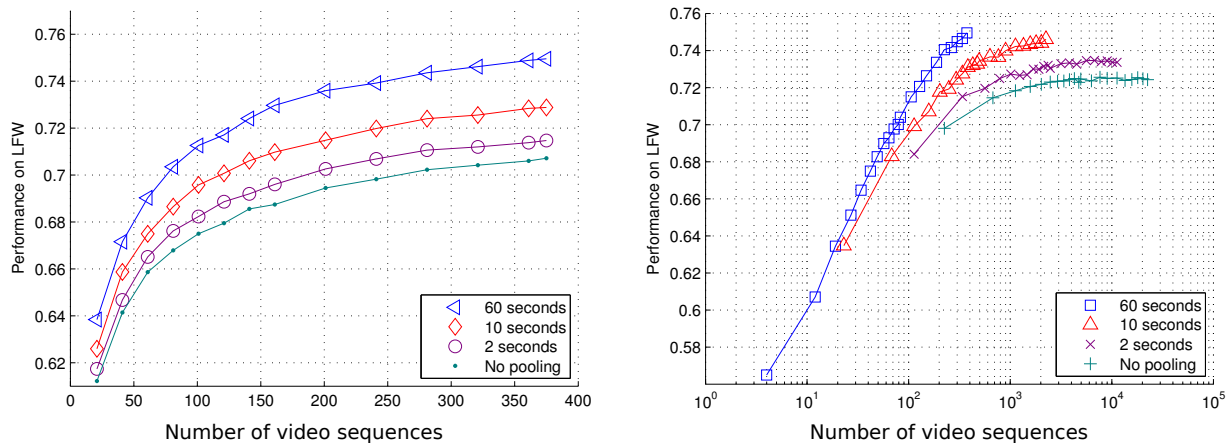 0.76
0.74
0.72
0.7
0.68
0.66
0.64
0.62
Performance on LFW
0 50 100 150 200 250 300 350 400
Number of video sequences
60 seconds
10 seconds
2 seconds
No pooling
0.76
0.74
0.72
0.7
0.68
0.66
0.64
0.62
0.6
0.58
Performance on LFW
10^0 10^1 10^2 10^3 10^4 10^5
Number of video sequences
60 seconds
10 seconds
2 seconds
No pooling